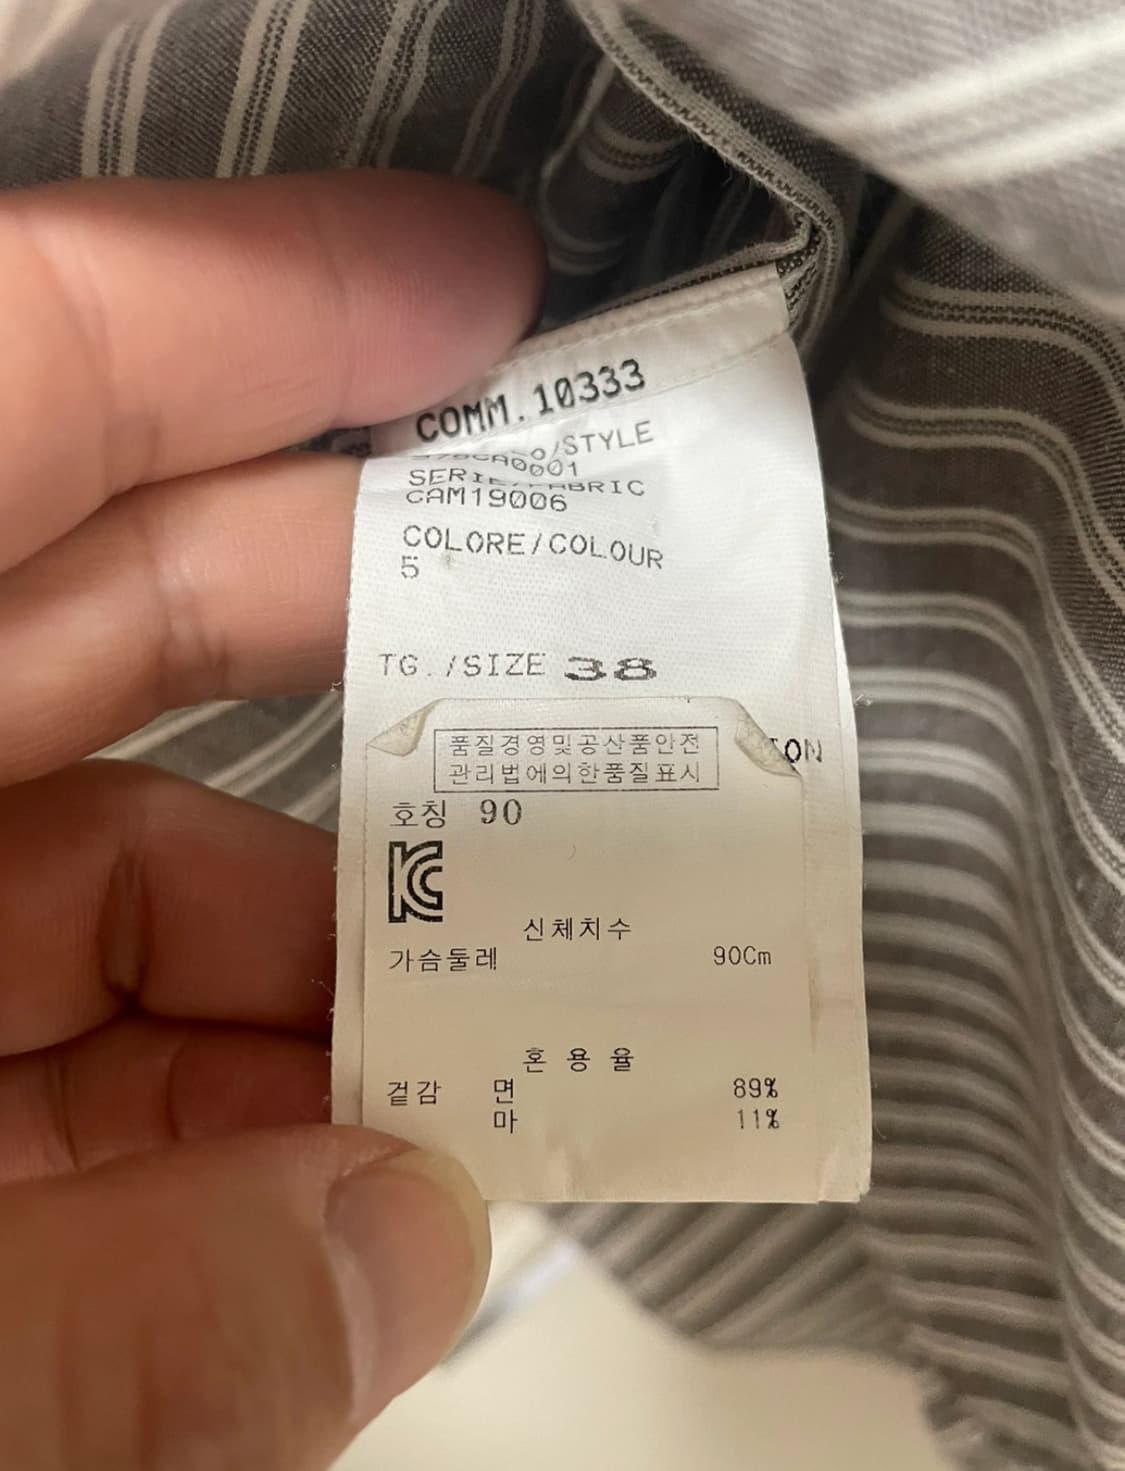 COMM.10333
O/STYLE
CA0001
CAM19006
COLORE/COLOUR
5
TG./SIZE 38
품질경영및공산품안전
관리법에의한품질표시
호칭 90
신체치수
가슴둘레 90Cm
혼용율
겉감 면 89%
마 11%